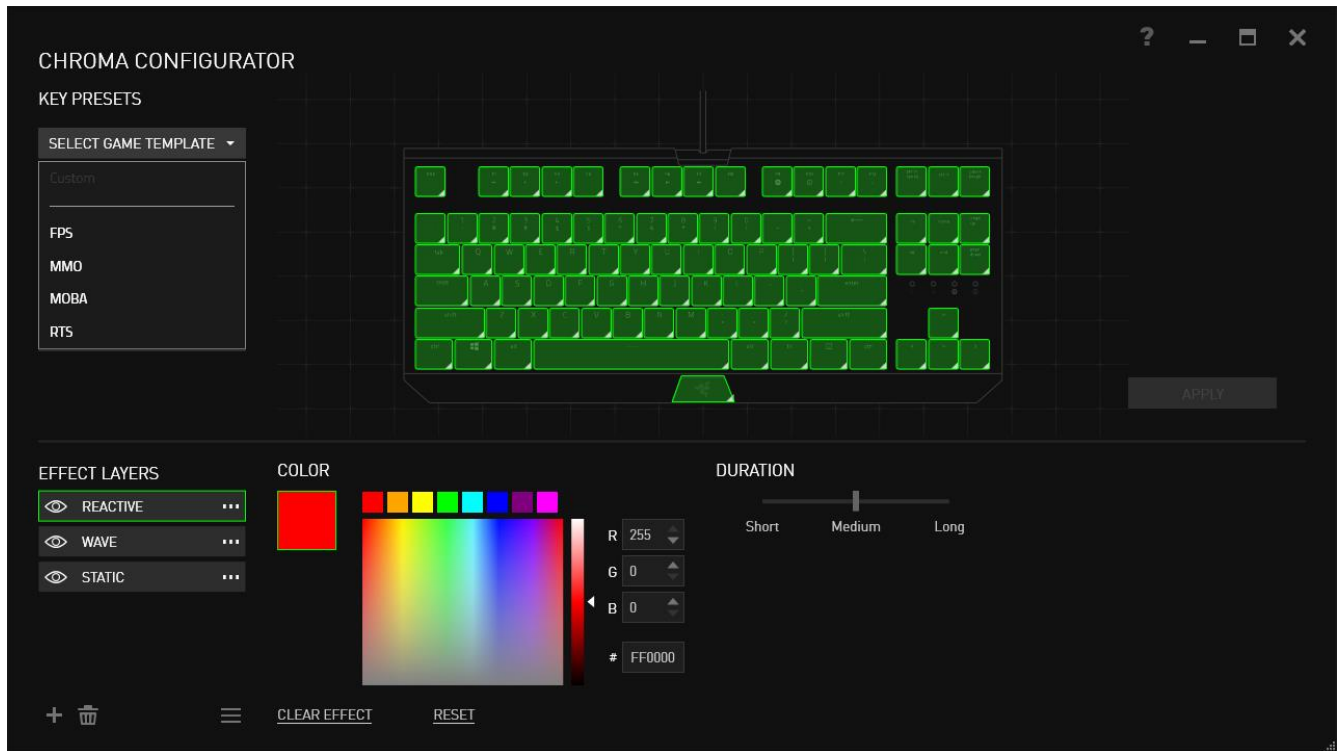 ?
CHROMA CONFIGURATOR
KEY PRESETS
SELECT GAME TEMPLATE
Custom
FPS
MMO
MOBA
RTS
Q W E R T Y U I O P
A S D F G H J K L
Z X C V B N M
APPLY
EFFECT LAYERS
REACTIVE
WAVE
STATIC
COLOR
R 255
G 0
B 0
# FF0000
CLEAR EFFECT
RESET
DURATION
Short Medium Long